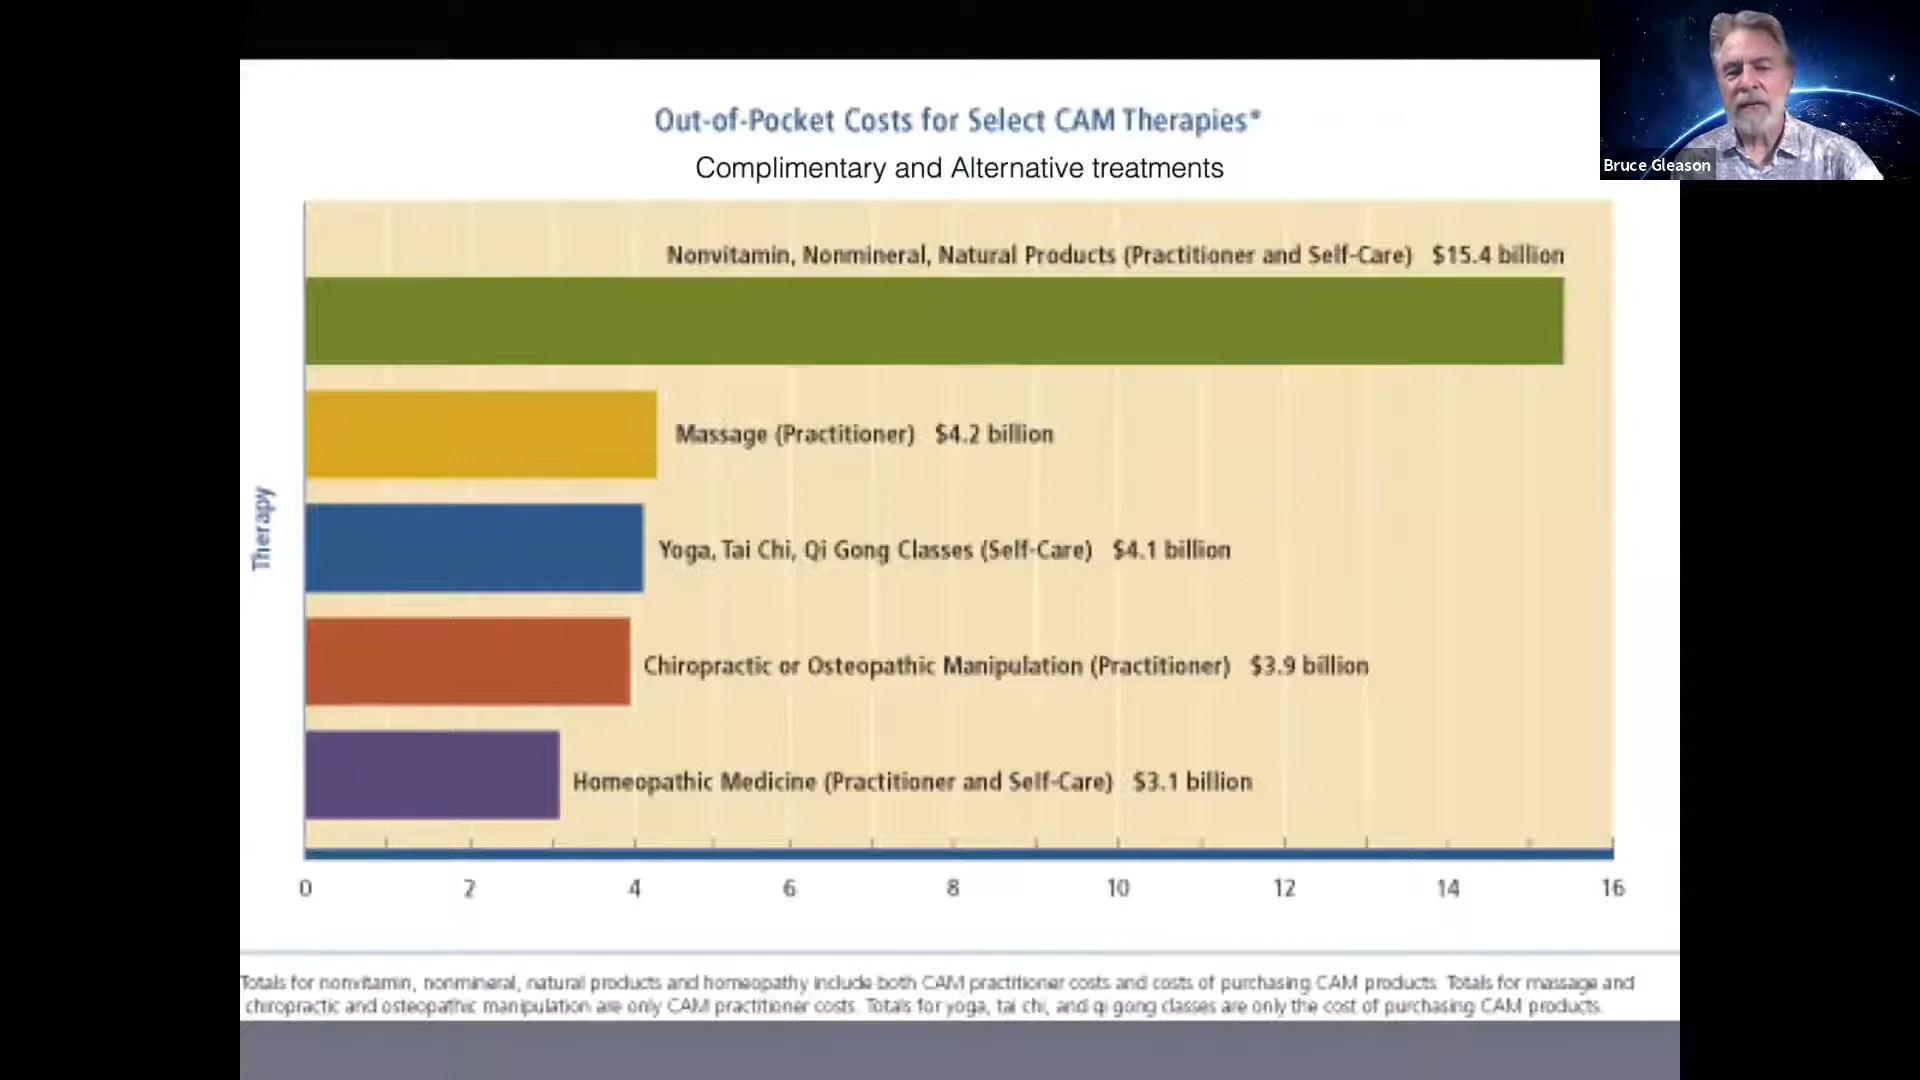 Out-of-Pocket Costs for Select CAM Therapies*
Complimentary and Alternative treatments
Bruce Gleason
Nonvitamin, Nonmineral, Natural Products (Practitioner and Self-Care) $15.4 billion
Massage (Practitioner) $4.2 billion
Yoga, Tai Chi, Qi Gong Classes (Self-Care) $4.1 billion
Therapy
Chiropractic or Osteopathic Manipulation (Practitioner) $3.9 billion
Homeopathic Medicine (Practitioner and Self-Care) $3.1 billion
0 2 4 6 8 10 12 14 16
Totals for nonvitamin, nonmineral, natural products and homeopathy include both CAM practitioner costs and costs of purchasing CAM products. Totals for massage and
chiropractic and osteopathic manipulation are only CAM practitioner costs. Totals for yoga, tai chi, and qi gong classes are only the cost of purchasing CAM products.